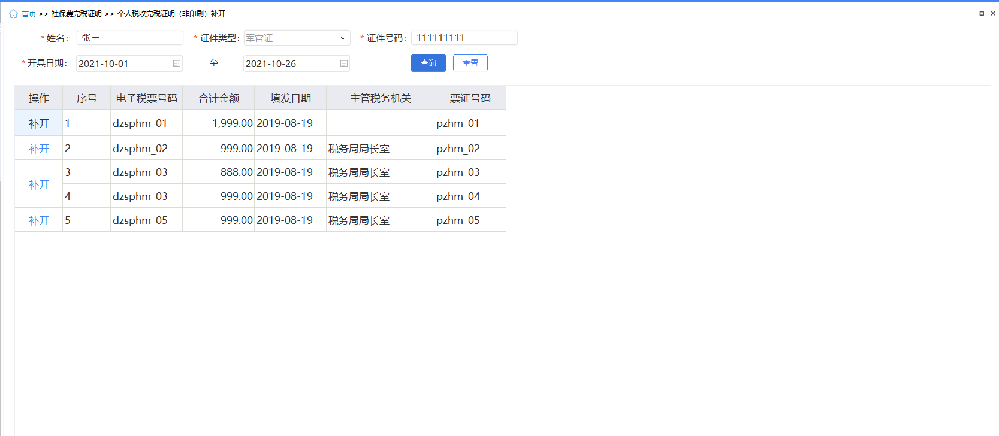 首页 >> 社保费完税证明 >> 个人税收完税证明（非印刷）补开
*姓名： 张三 *证件类型： 军官证 *证件号码： 111111111
*开具日期： 2021-10-01 至 2021-10-26 查询 重置
操作 序号 电子税票号码 合计金额 填发日期 主管税务机关 票证号码
补开 1 dzsphm_01 1,999.00 2019-08-19 pzhm_01
补开 2 dzsphm_02 999.00 2019-08-19 税务局局长室 pzhm_02
补开 3 dzsphm_03 888.00 2019-08-19 税务局局长室 pzhm_03
4 dzsphm_03 999.00 2019-08-19 税务局局长室 pzhm_04
补开 5 dzsphm_05 999.00 2019-08-19 税务局局长室 pzhm_05